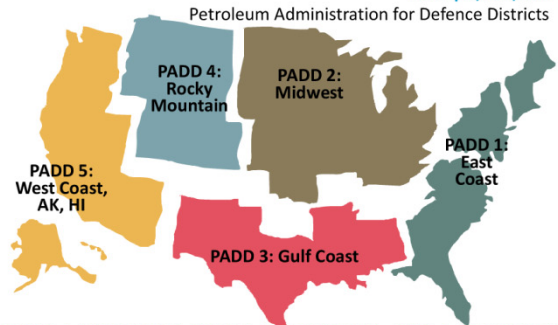 Petroleum Administration for Defence Districts
PADD 4:
Rocky
Mountain
PADD 2:
Midwest
PADD 1:
East
Coast
PADD 5:
West Coast,
AK, HI
PADD 3: Gulf Coast